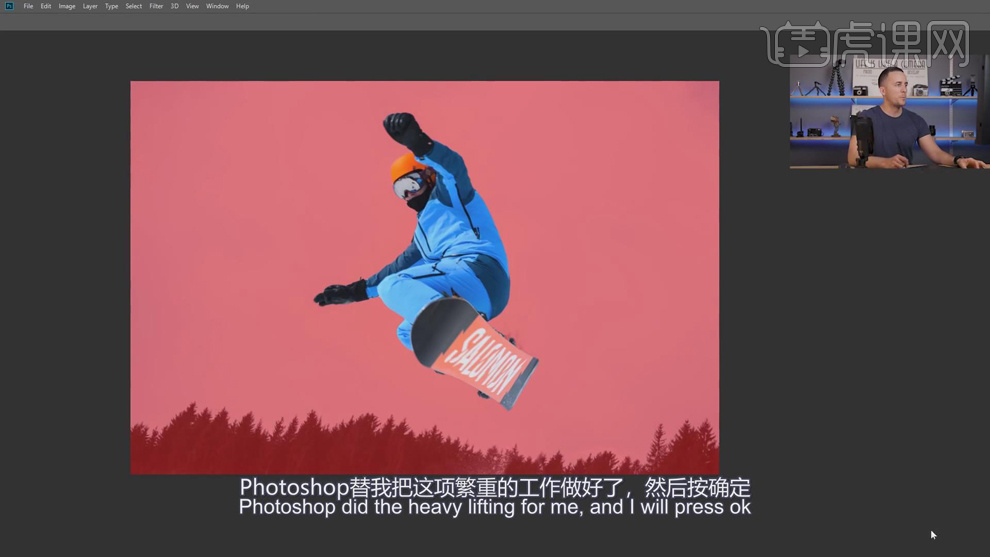 Ps File Edit Image Layer Type Select Filter 3D View Window Help
虎课网
SALOMON
Photoshop替我把这项繁重的工作做好了，然后按确定
Photoshop did the heavy lifting for me, and I will press ok